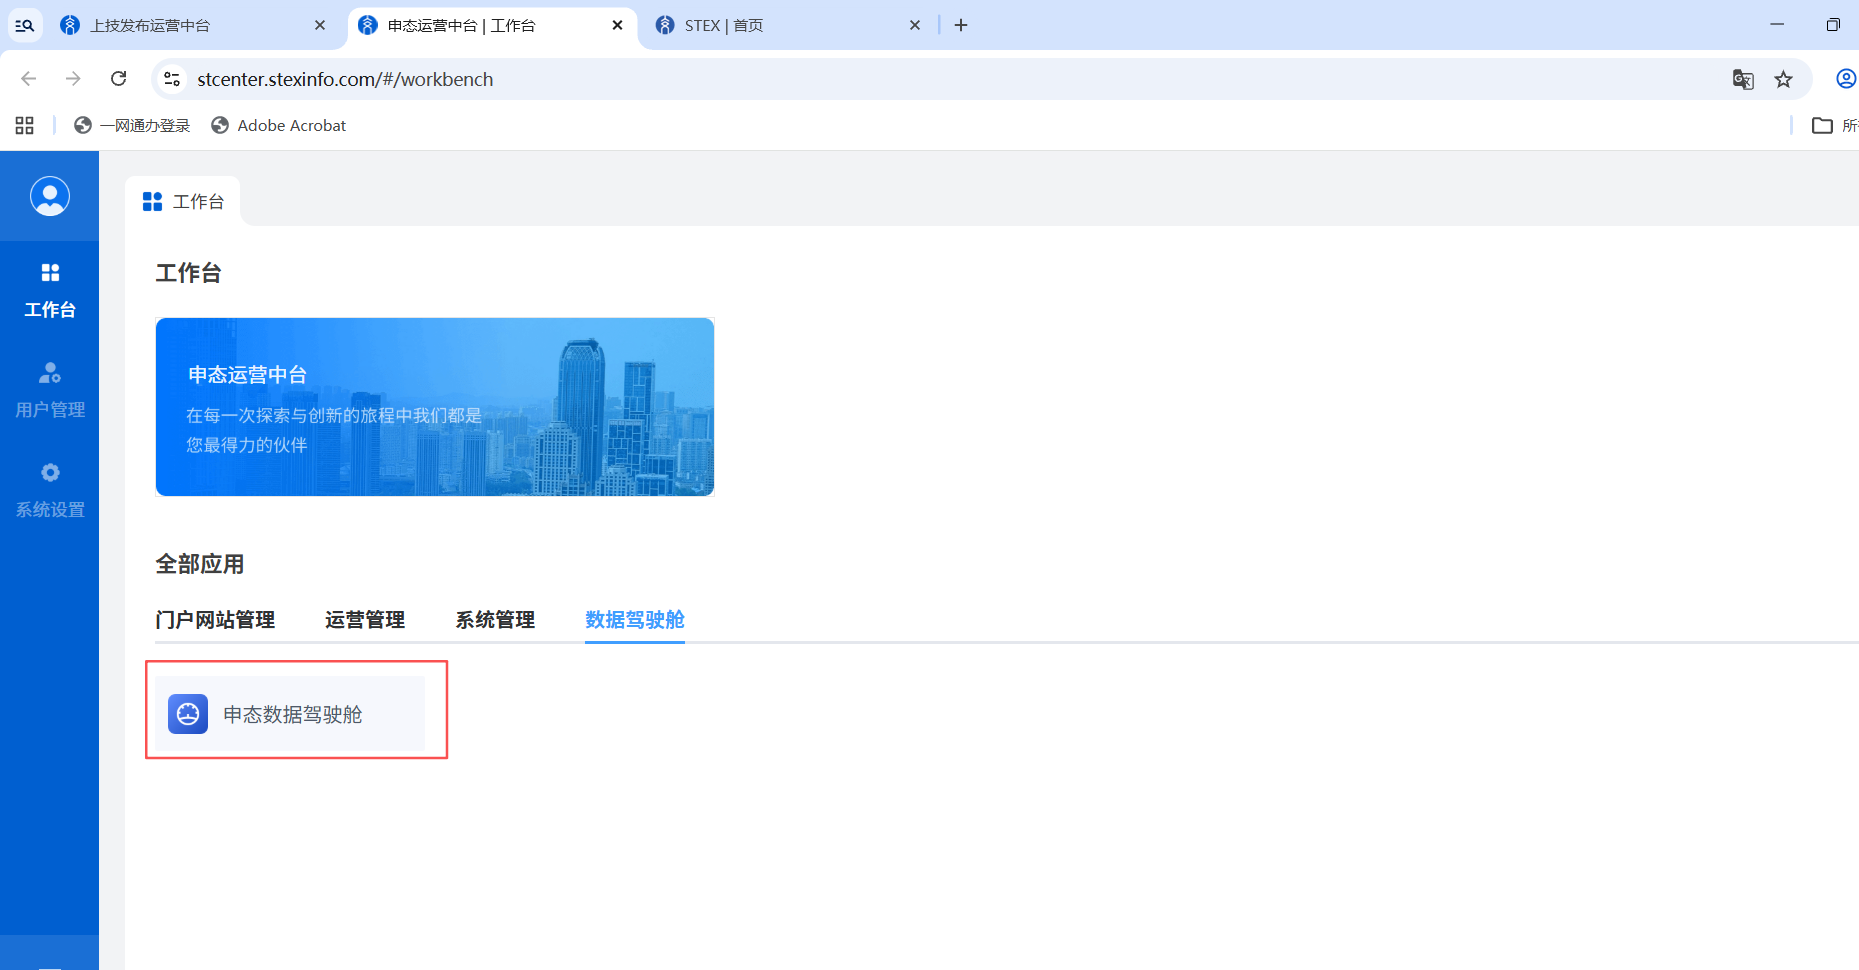 上技发布运营中台
申态运营中台 | 工作台
STEX | 首页
stcenter.stexinfo.com/#/workbench
一网通办登录
Adobe Acrobat
工作台
工作台
工作台
用户管理
系统设置
申态运营中台
在每一次探索与创新的旅程中我们都是
您最得力的伙伴
全部应用
门户网站管理
运营管理
系统管理
数据驾驶舱
申态数据驾驶舱